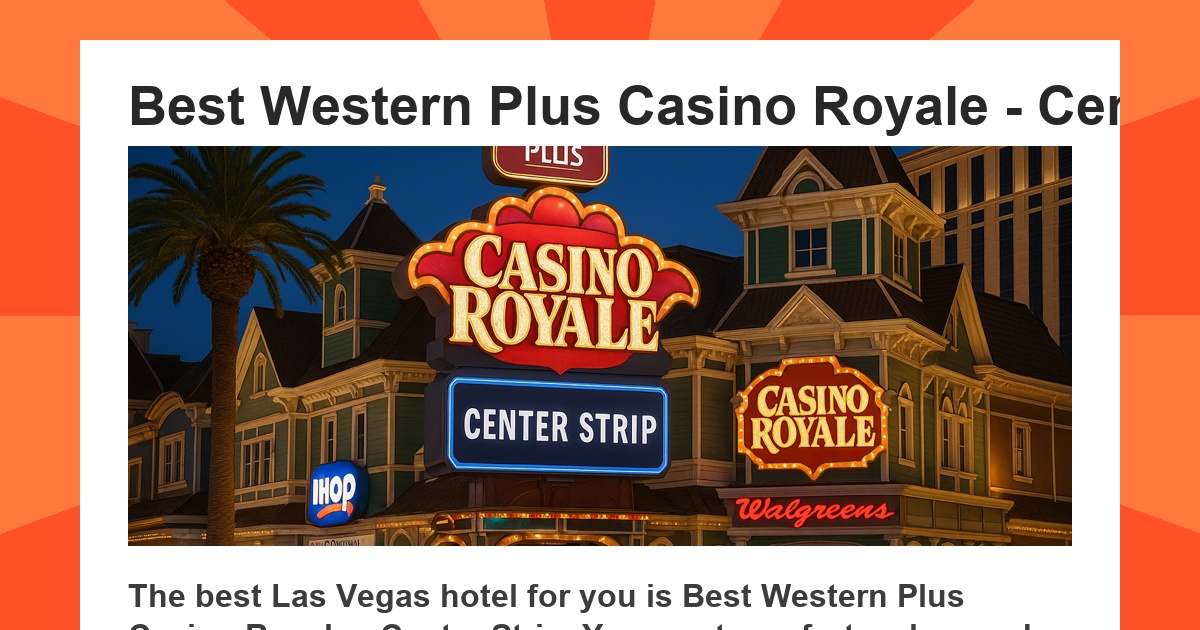 Best Western Plus Casino Royale - Cen
PLUS
CASINO
ROYALE
CENTER STRIP
CASINO
ROYALE
IHOP
Walgreens
The best Las Vegas hotel for you is Best Western Plus